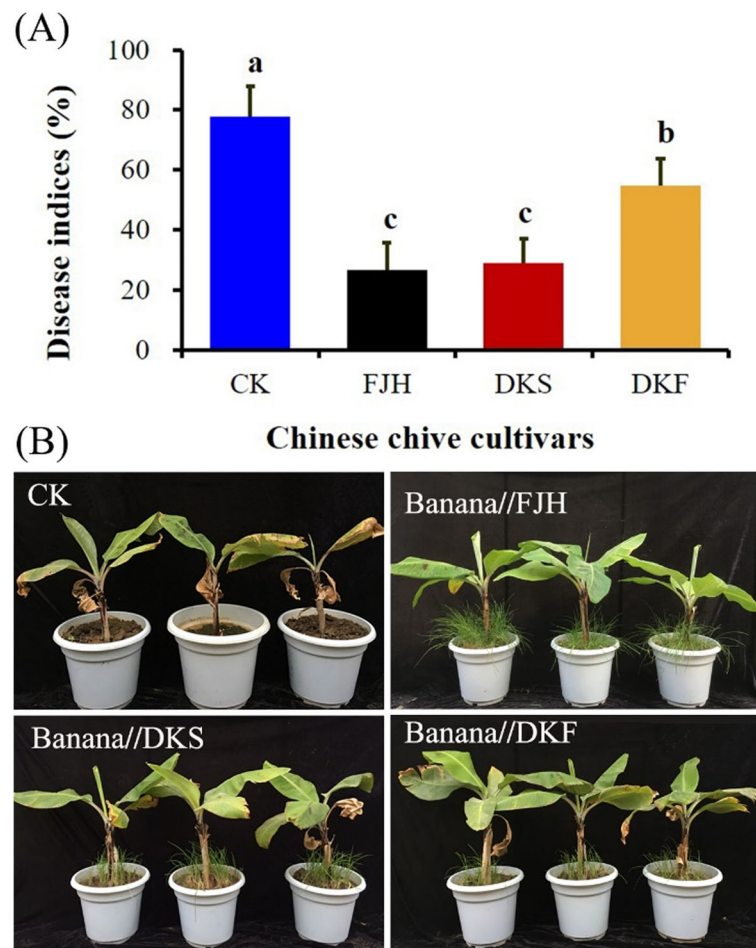 (A)
Disease indices (%)
100
80
60
40
20
0
a
c
c
b
CK FJH DKS DKF
Chinese chive cultivars
(B)
CK
Banana//FJH
Banana//DKS
Banana//DKF